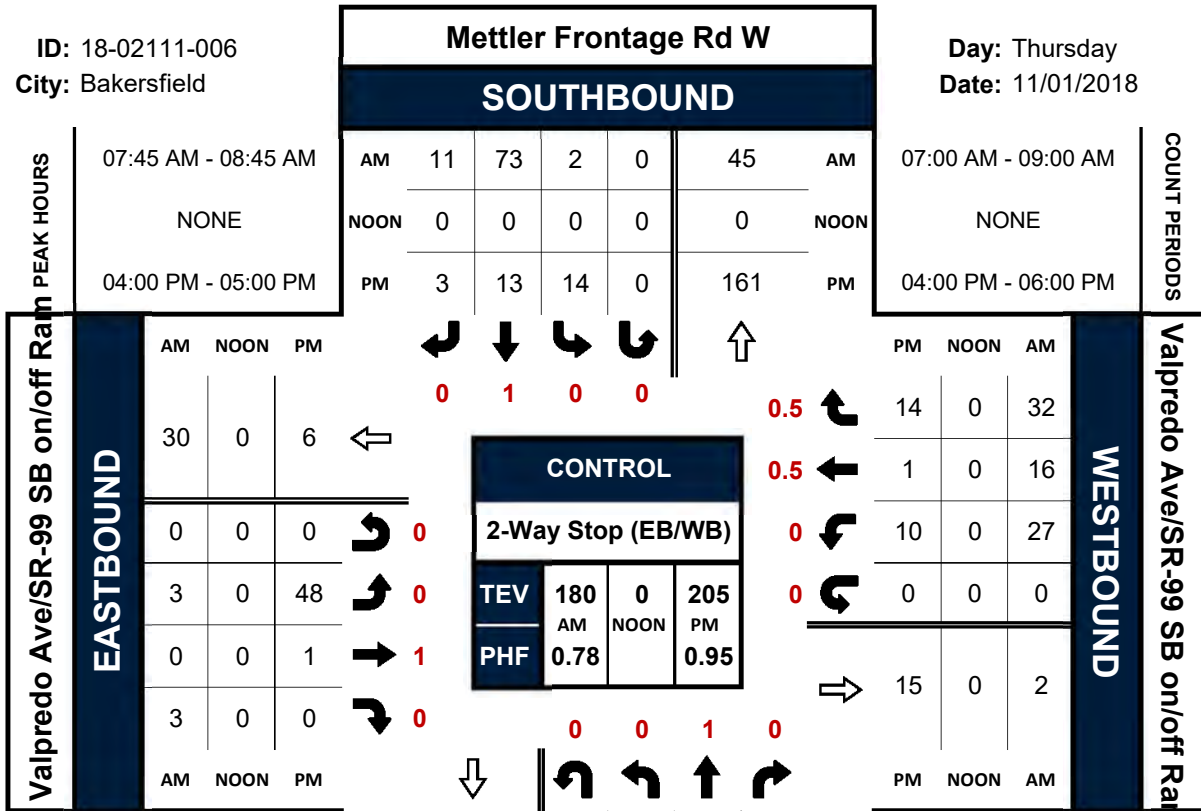 ID: 18-02111-006
City: Bakersfield
Mettler Frontage Rd W
SOUTHBOUND
Day: Thursday
Date: 11/01/2018
PEAK HOURS
07:45 AM - 08:45 AM
NONE
04:00 PM - 05:00 PM
AM 11 73 2 0 45 AM
NOON 0 0 0 0 0 NOON
PM 3 13 14 0 161 PM
07:00 AM - 09:00 AM
NONE
04:00 PM - 06:00 PM
COUNT PERIODS
0 1 0 0
Valpredo Ave/SR-99 SB on/off Ram
EASTBOUND
AM NOON PM
30 0 6
0 0 0 0
3 0 48 0
0 0 1 1
3 0 0 0
AM NOON PM
CONTROL
2-Way Stop (EB/WB)
TEV 180 0 205
AM NOON PM
PHF 0.78 0.95
PM NOON AM
0.5 14 0 32
0.5 1 0 16
0 10 0 27
0 0 0 0
15 0 2
PM NOON AM
WESTBOUND
Valpredo Ave/SR-99 SB on/off Ra
0 0 1 0